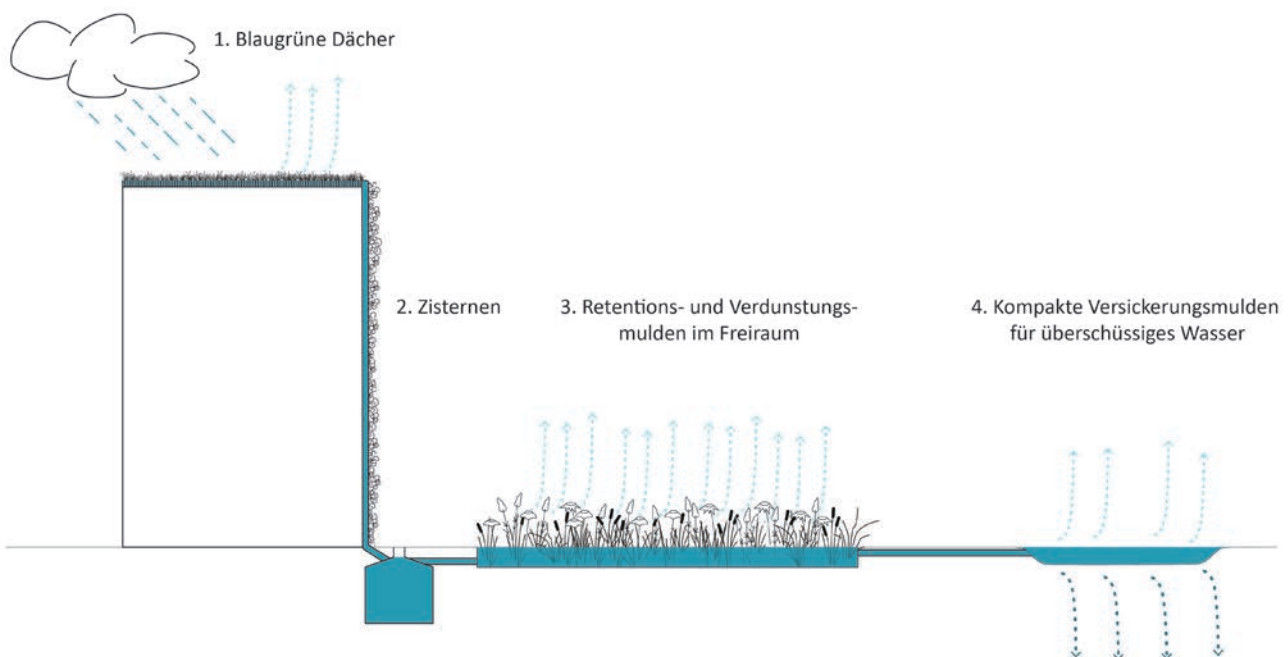 1. Blaugrüne Dächer
2. Zisternen
3. Retentions- und Verdunstungs-
mulden im Freiraum
4. Kompakte Versickerungsmulden
für überschüssiges Wasser